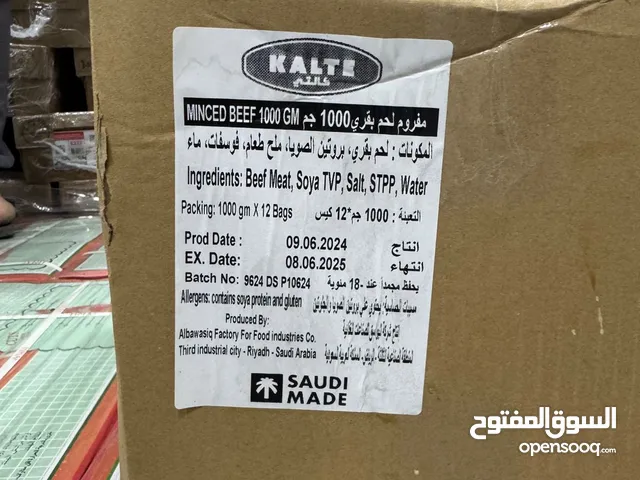 KALTE
كالتي
MINCED BEEF 1000 GM مفروم لحم بقري 1000 جم
المكونات : لحم بقري، بروتين الصويا، ملح طعام، فوسفات، ماء
Ingredients: Beef Meat, Soya TVP, Salt, STPP, Water
Packing: 1000 gm X 12 Bags التعبئة : 1000 جم*12 كيس
Prod Date : 09.06.2024 انتاج
EX. Date: 08.06.2025 انتهاء
Batch No: 9624 DS P10624 يحفظ مجمداً عند -18 مئوية
Allergens: contains soya protein and gluten
Produced By:
Albawasiq Factory For Food industries Co.
Third industrial city - Riyadh - Saudi Arabia
SAUDI
MADE
السوق المفتوح
opensooq.com